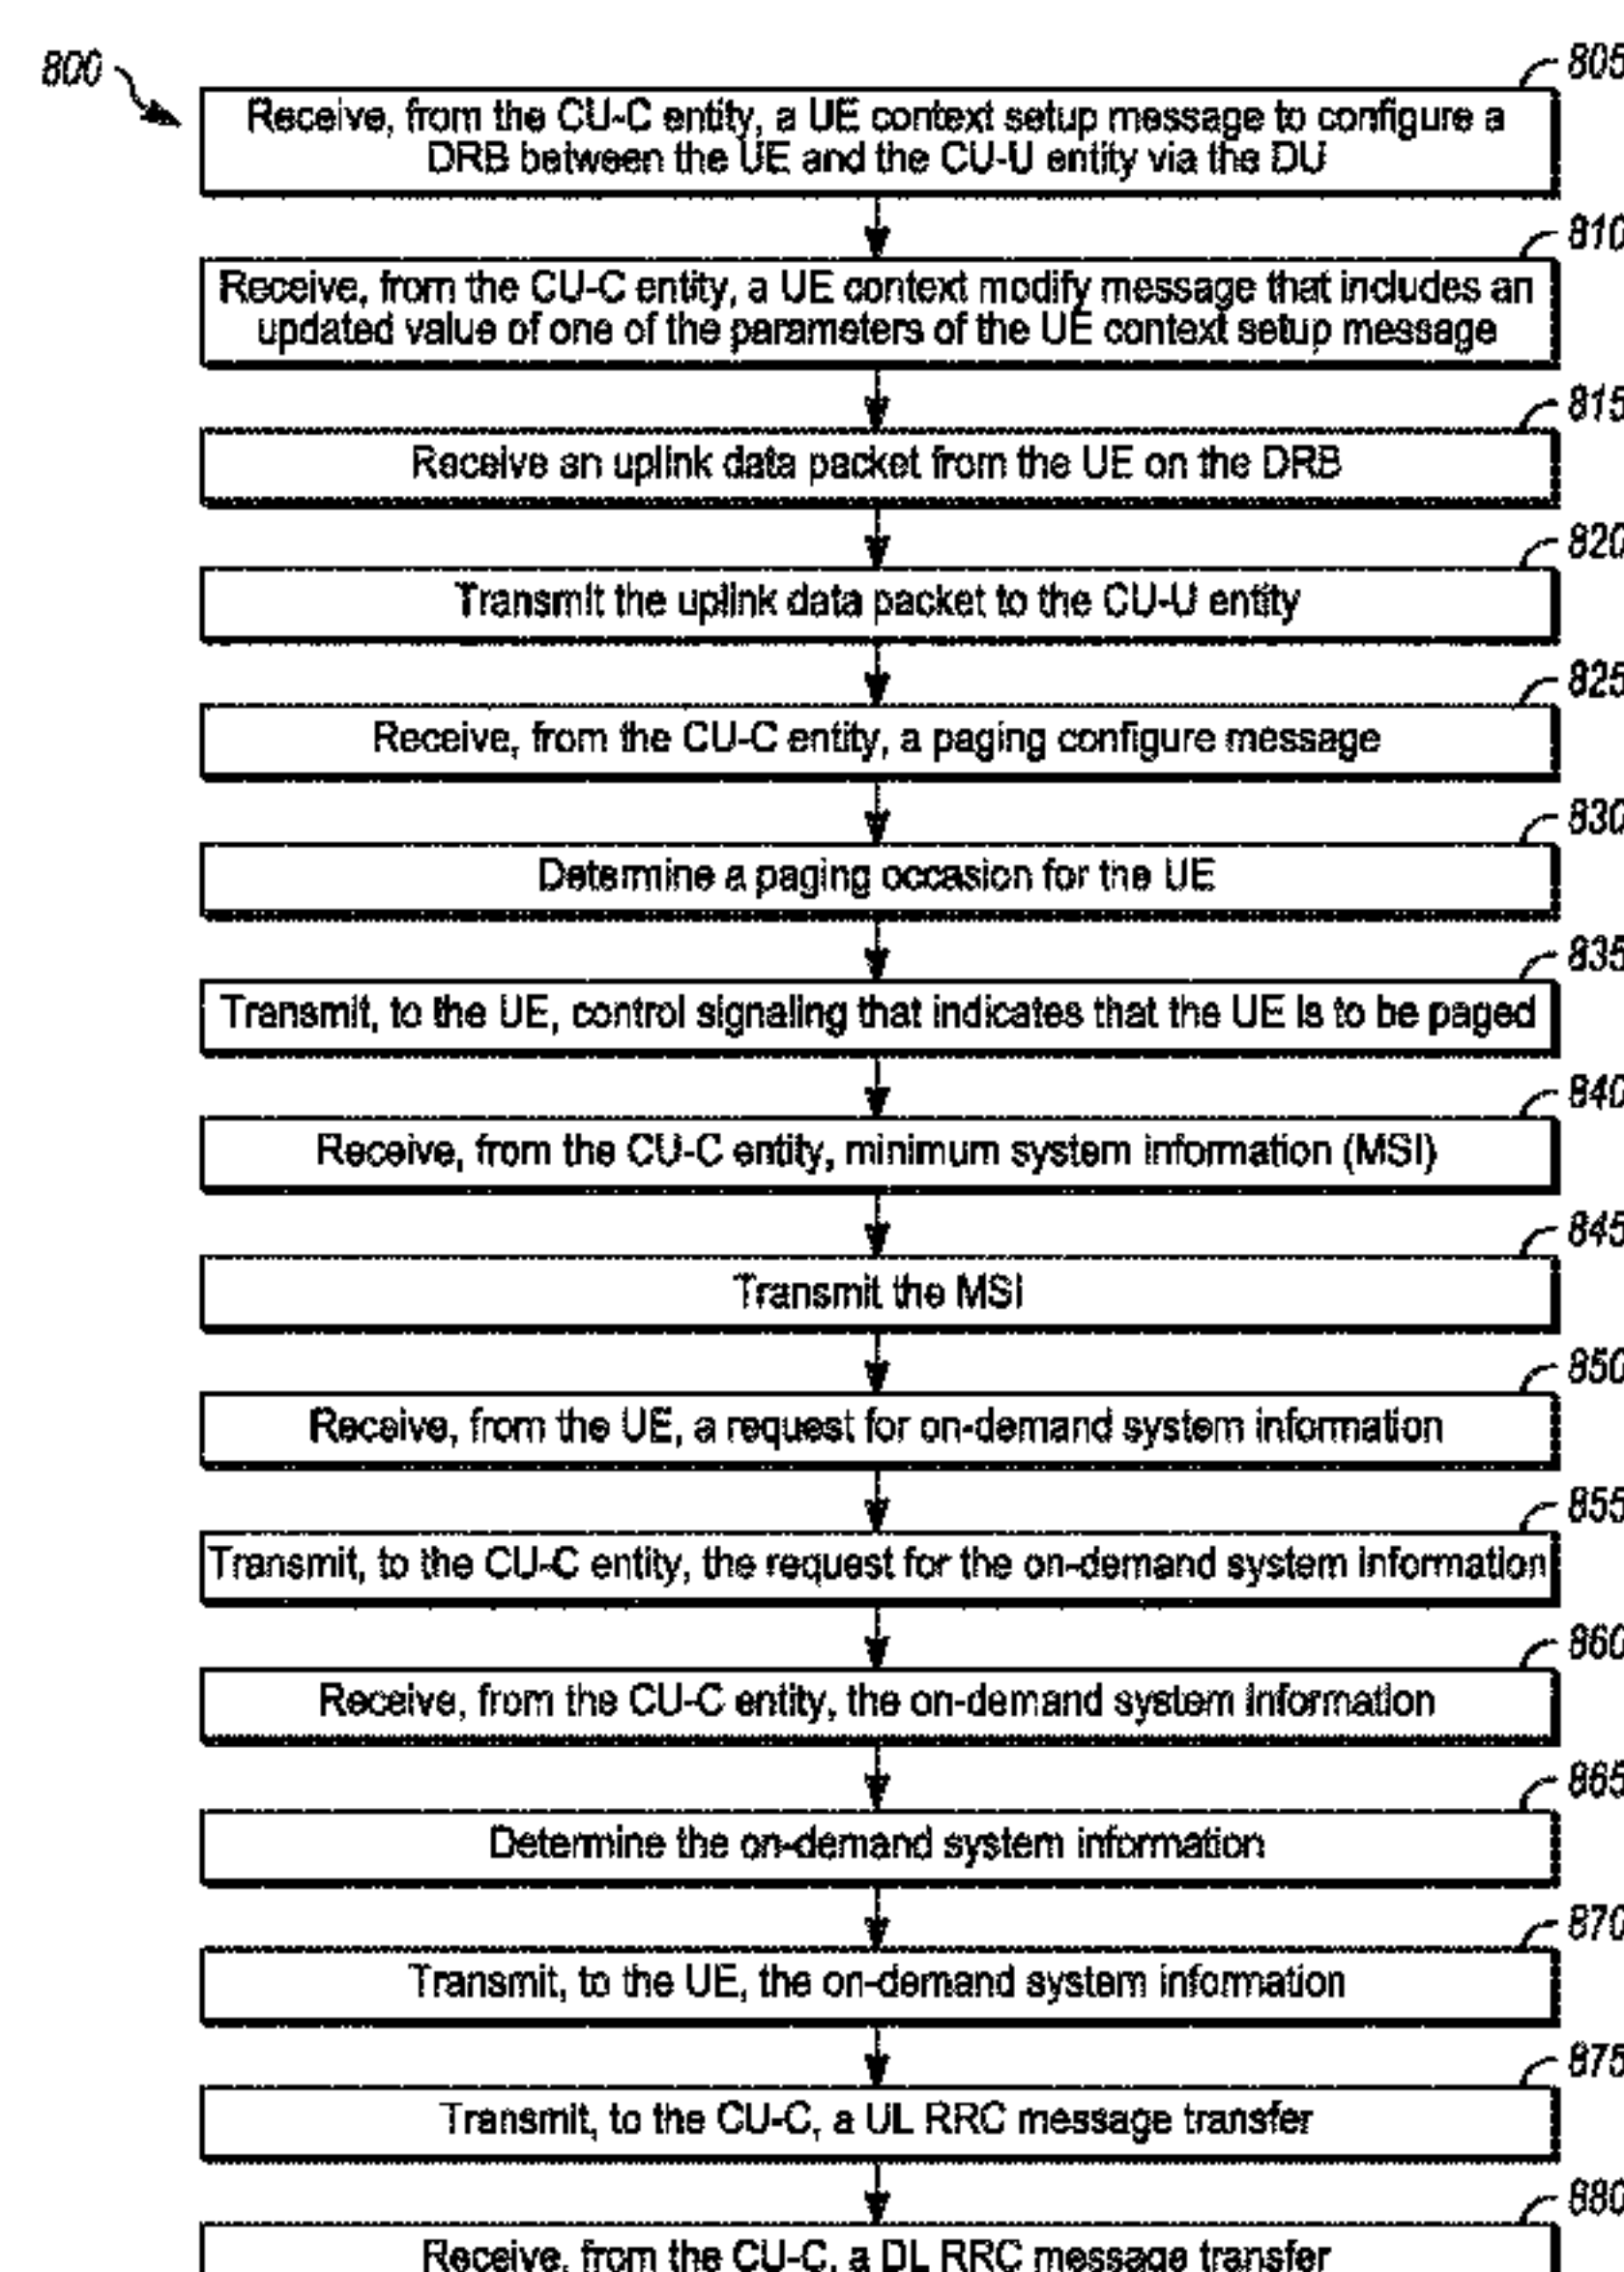 800
805
Receive, from the CU-C entity, a UE context setup message to configure a
DRB between the UE and the CU-U entity via the DU
810
Receive, from the CU-C entity, a UE context modify message that includes an
updated value of one of the parameters of the UE context setup message
815
Receive an uplink data packet from the UE on the DRB
820
Transmit the uplink data packet to the CU-U entity
825
Receive, from the CU-C entity, a paging configure message
830
Determine a paging occasion for the UE
835
Transmit, to the UE, control signaling that indicates that the UE is to be paged
840
Receive, from the CU-C entity, minimum system information (MSI)
845
Transmit the MSI
850
Receive, from the UE, a request for on-demand system information
855
Transmit, to the CU-C entity, the request for the on-demand system information
860
Receive, from the CU-C entity, the on-demand system information
865
Determine the on-demand system information
870
Transmit, to the UE, the on-demand system information
875
Transmit, to the CU-C, a UL RRC message transfer
880
Receive, from the CU-C, a DL RRC message transfer